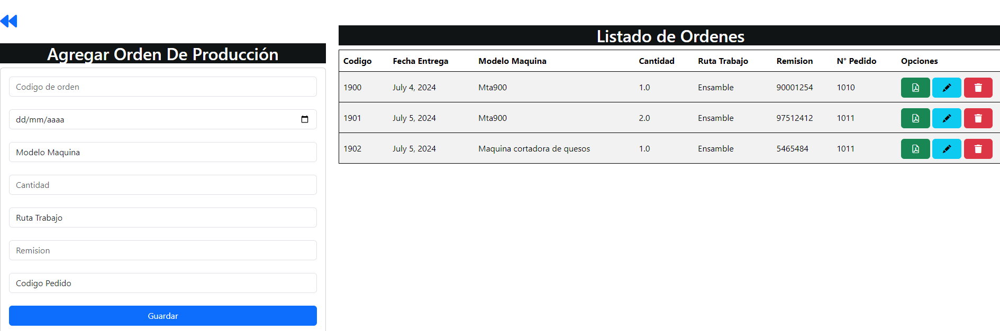 Agregar Orden De Producción
Codigo de orden
dd/mm/aaaa
Modelo Maquina
Cantidad
Ruta Trabajo
Remision
Codigo Pedido
Guardar
Listado de Ordenes
Codigo Fecha Entrega Modelo Maquina Cantidad Ruta Trabajo Remision N° Pedido Opciones
1900 July 4, 2024 Mta900 1.0 Ensamble 90001254 1010
1901 July 5, 2024 Mta900 2.0 Ensamble 97512412 1011
1902 July 5, 2024 Maquina cortadora de quesos 1.0 Ensamble 5465484 1011